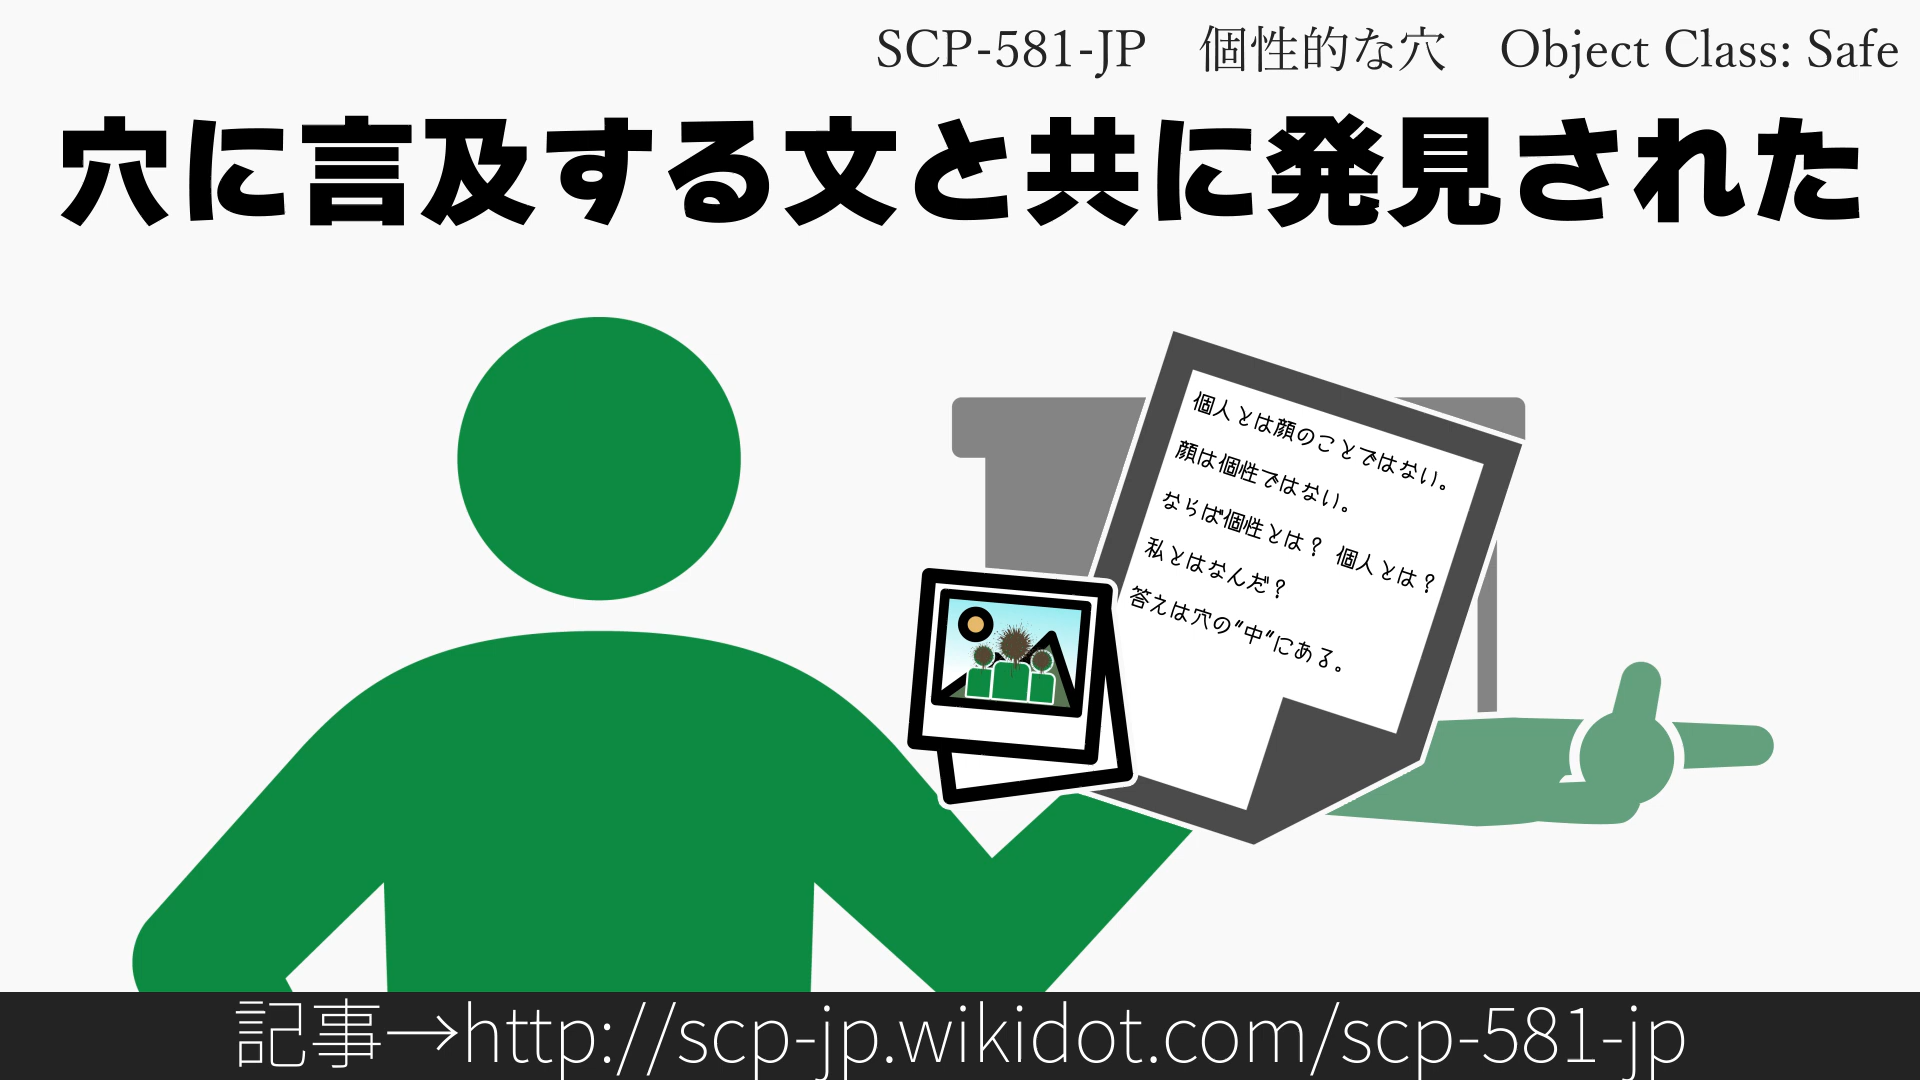 SCP-581-JP　個性的な穴　Object Class: Safe
穴に言及する文と共に発見された
個人とは顔のことではない。
顔は個性ではない。
ならば個性とは？ 個人とは？
私とはなんだ？
答えは穴の"中"にある。
記事→http://scp-jp.wikidot.com/scp-581-jp